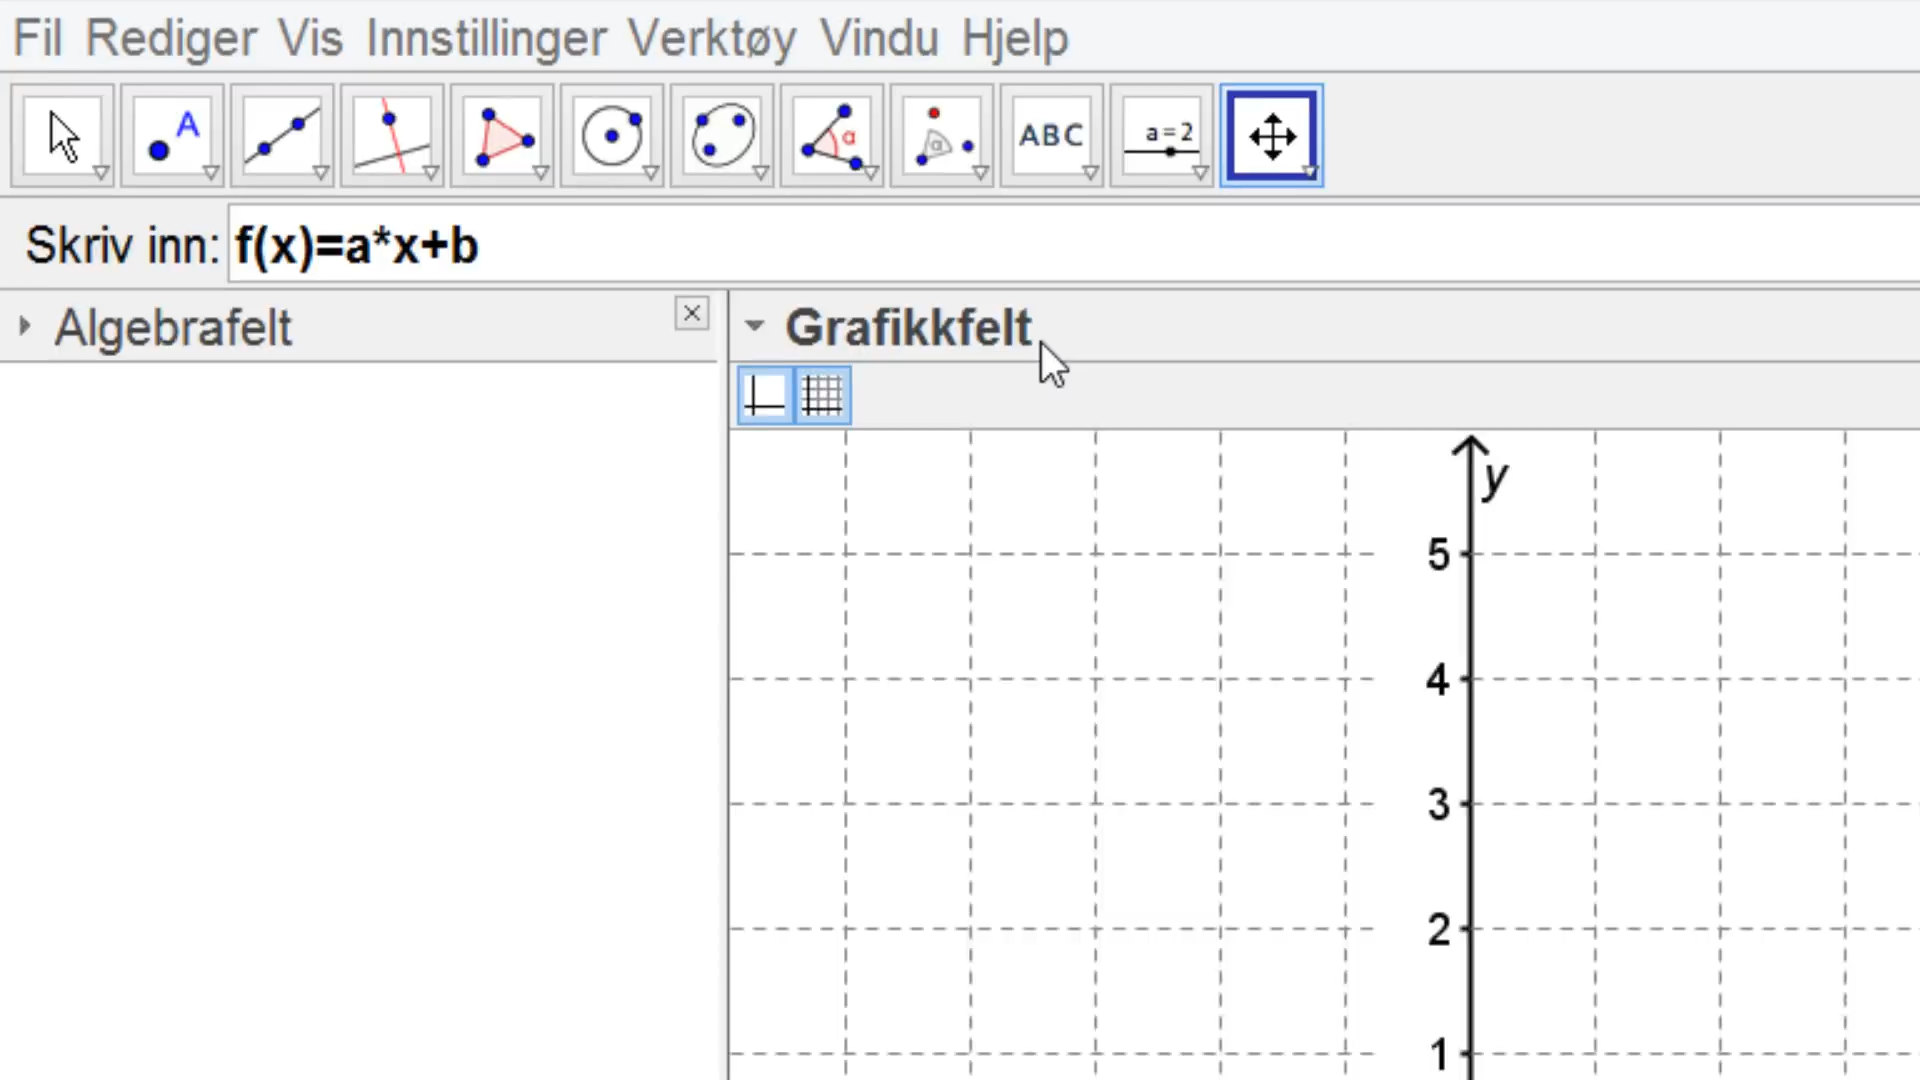 Fil Rediger Vis Innstillinger Verktøy Vindu Hjelp
A α α ABC a=2
Skriv inn: f(x)=a*x+b
Algebrafelt
Grafikkfelt
y
5
4
3
2
1